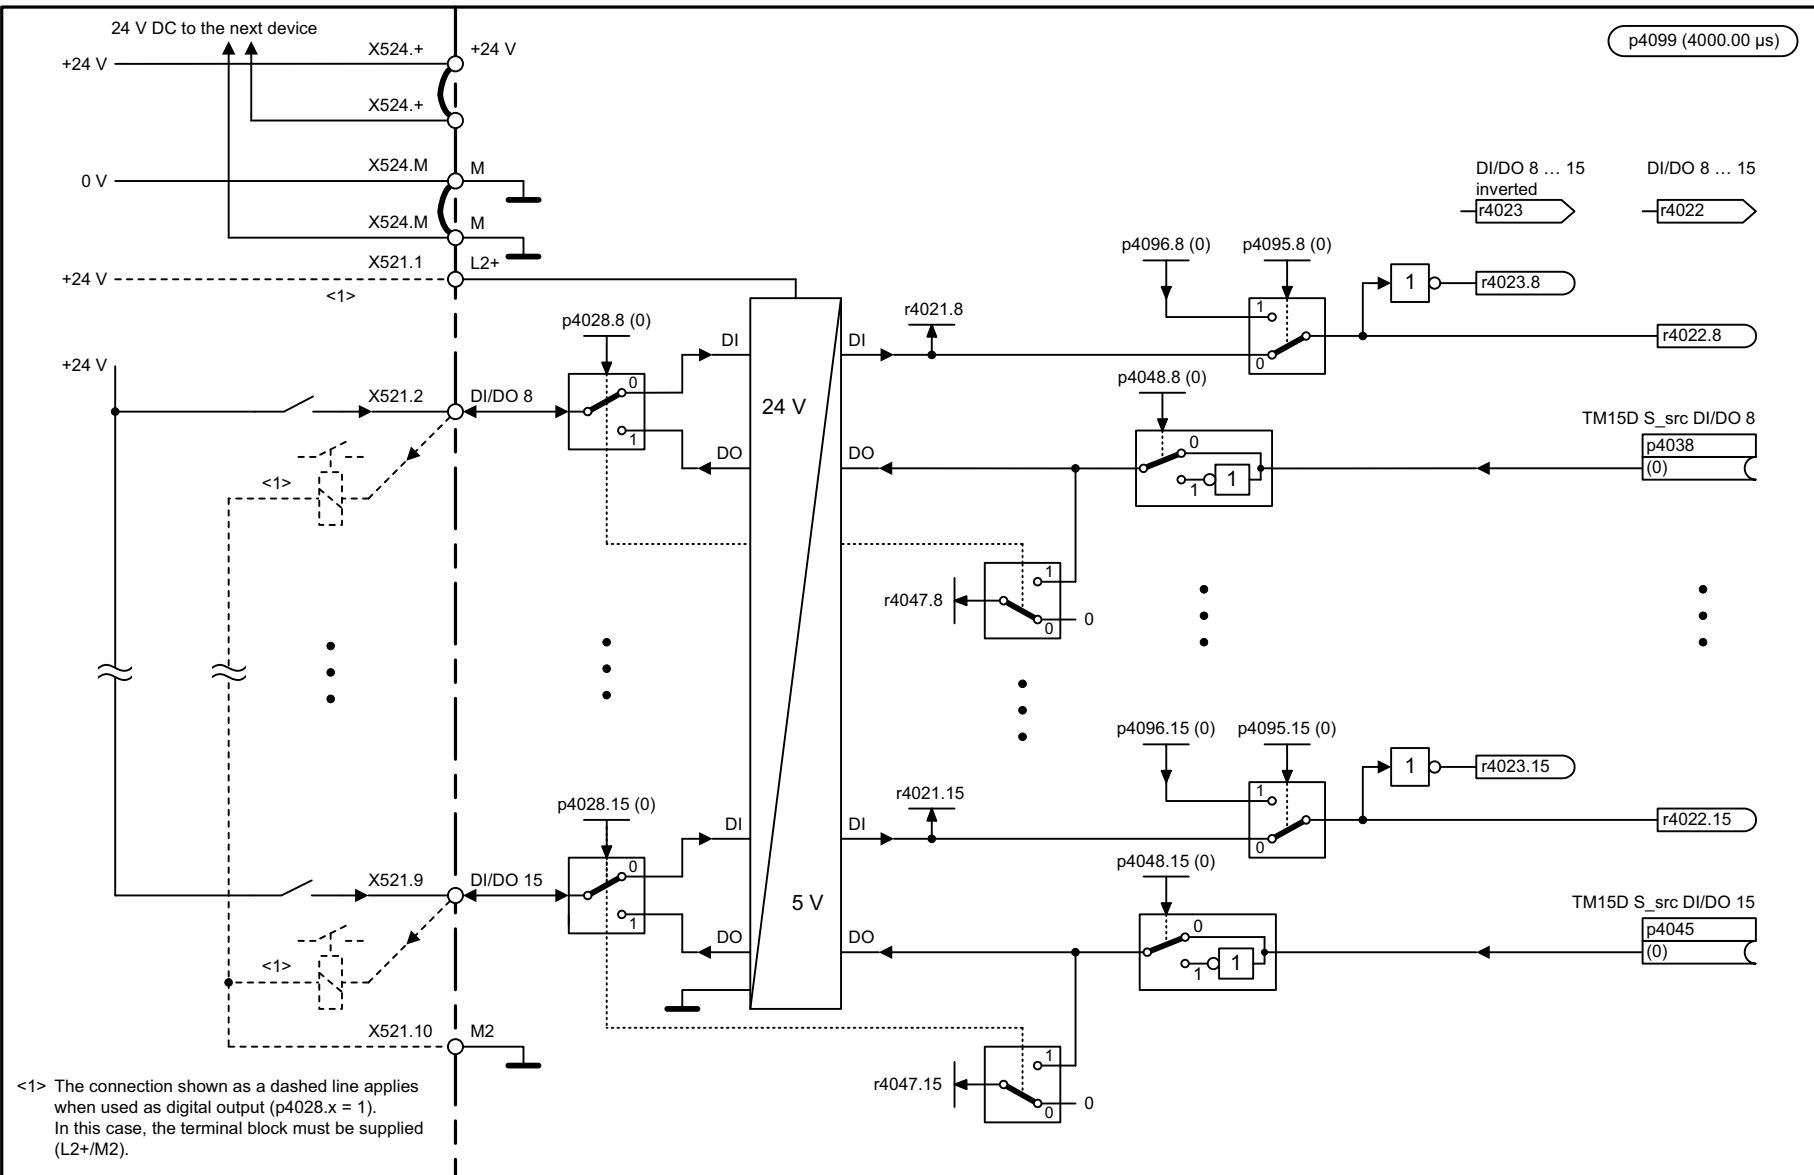 24 V DC to the next device
p4099 (4000.00 µs)
X524.+
+24 V
+24 V
X524.+
X524.M
M
0 V
X524.M
M
DI/DO 8 … 15
inverted
r4023
DI/DO 8 … 15
r4022
X521.1
L2+
+24 V
<1>
p4096.8 (0)
p4095.8 (0)
1
0
1
r4023.8
r4022.8
p4028.8 (0)
0
1
DI
DI
r4021.8
+24 V
X521.2
DI/DO 8
24 V
p4048.8 (0)
0
1
1
TM15D S_src DI/DO 8
p4038
(0)
DO
DO
<1>
r4047.8
1
0
0
p4096.15 (0)
p4095.15 (0)
1
0
1
r4023.15
r4022.15
p4028.15 (0)
0
1
DI
DI
r4021.15
X521.9
DI/DO 15
5 V
p4048.15 (0)
0
1
1
TM15D S_src DI/DO 15
p4045
(0)
DO
DO
<1>
X521.10
M2
r4047.15
1
0
0
<1> The connection shown as a dashed line applies
when used as digital output (p4028.x = 1).
In this case, the terminal block must be supplied
(L2+/M2).